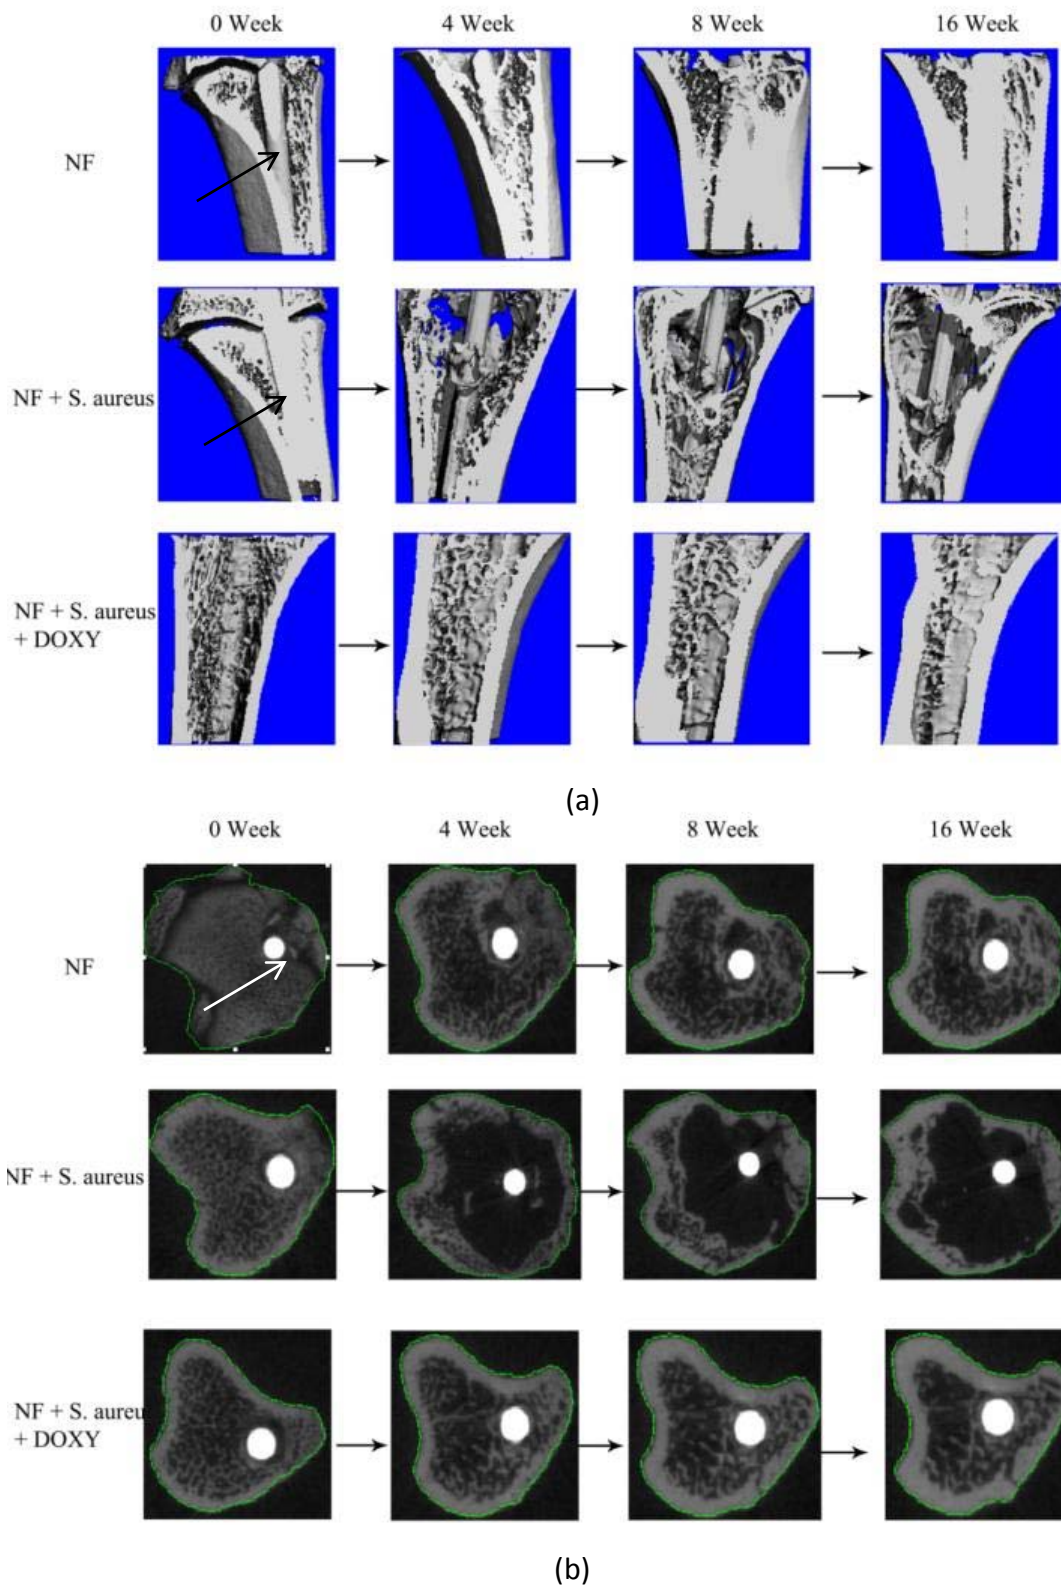 0 Week 4 Week 8 Week 16 Week
NF
NF + S. aureus
NF + S. aureus
+ DOXY
(a)
0 Week 4 Week 8 Week 16 Week
NF
NF + S. aureus
NF + S. aureu
+ DOXY
(b)